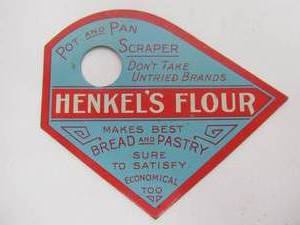 POT AND PAN
SCRAPER
DON'T TAKE
UNTRIED BRANDS
HENKEL'S FLOUR
MAKES BEST
BREAD AND PASTRY
SURE
TO SATISFY
ECONOMICAL
TOO